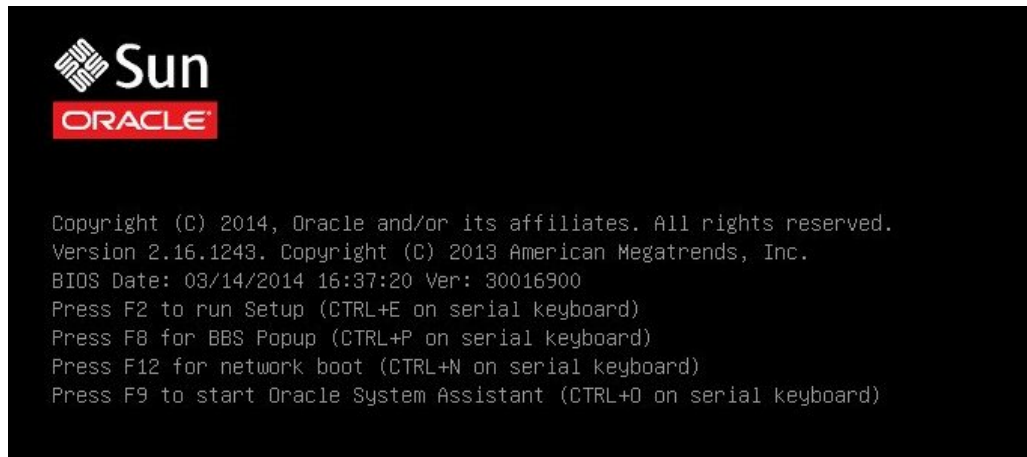 Sun
ORACLE
Copyright (C) 2014, Oracle and/or its affiliates. All rights reserved.
Version 2.16.1243. Copyright (C) 2013 American Megatrends, Inc.
BIOS Date: 03/14/2014 16:37:20 Ver: 30016900
Press F2 to run Setup (CTRL+E on serial keyboard)
Press F8 for BBS Popup (CTRL+P on serial keyboard)
Press F12 for network boot (CTRL+N on serial keyboard)
Press F9 to start Oracle System Assistant (CTRL+O on serial keyboard)